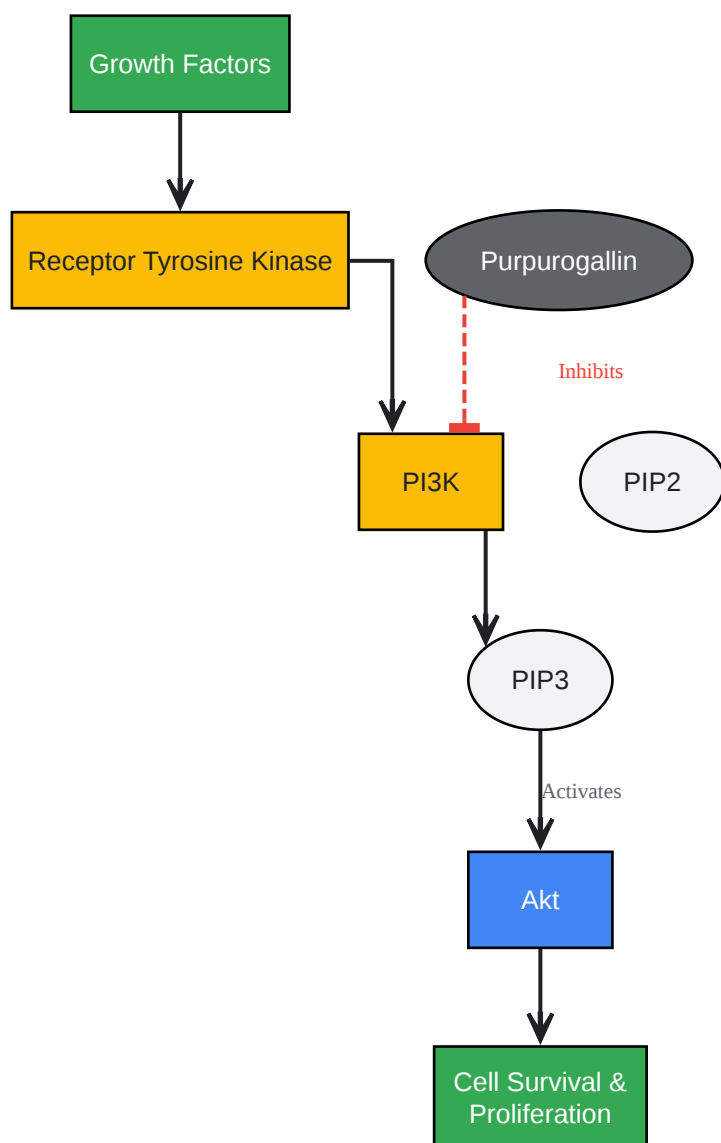 Growth Factors
Receptor Tyrosine Kinase
Purpurogallin
Inhibits
PI3K
PIP2
PIP3
Activates
Akt
Cell Survival &
Proliferation